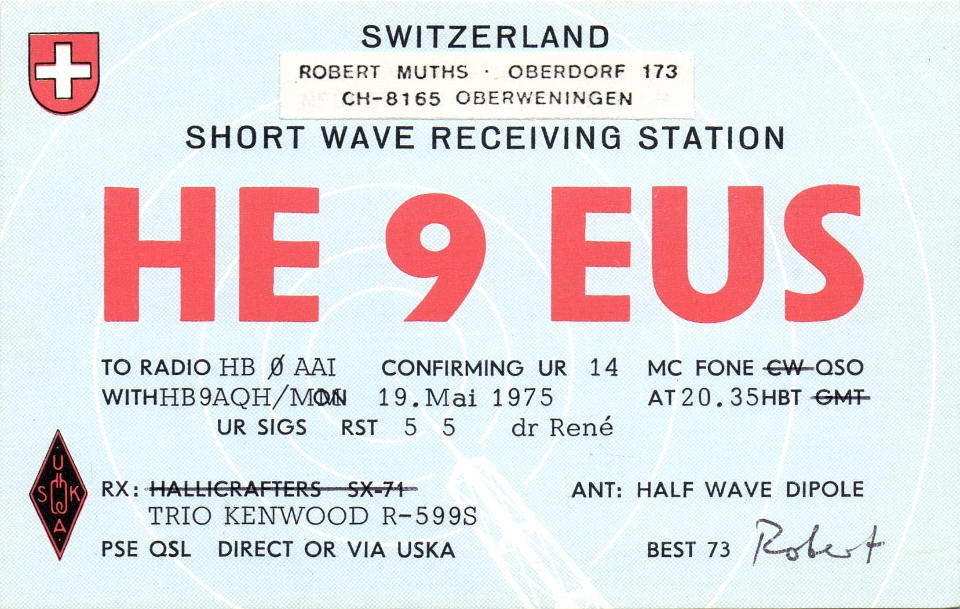 SWITZERLAND
ROBERT MUTHS · OBERDORF 173
CH-8165 OBERWENINGEN
SHORT WAVE RECEIVING STATION
HE 9 EUS
TO RADIO HB Ø AAI CONFIRMING UR 14 MC FONE CW QSO
WITH HB9AQH/MM ON 19.Mai 1975 AT 20.35 HBT GMT
UR SIGS RST 5 5 dr René
USKA
RX: HALLICRAFTERS SX-71 ANT: HALF WAVE DIPOLE
TRIO KENWOOD R-599S
PSE QSL DIRECT OR VIA USKA BEST 73 Robert